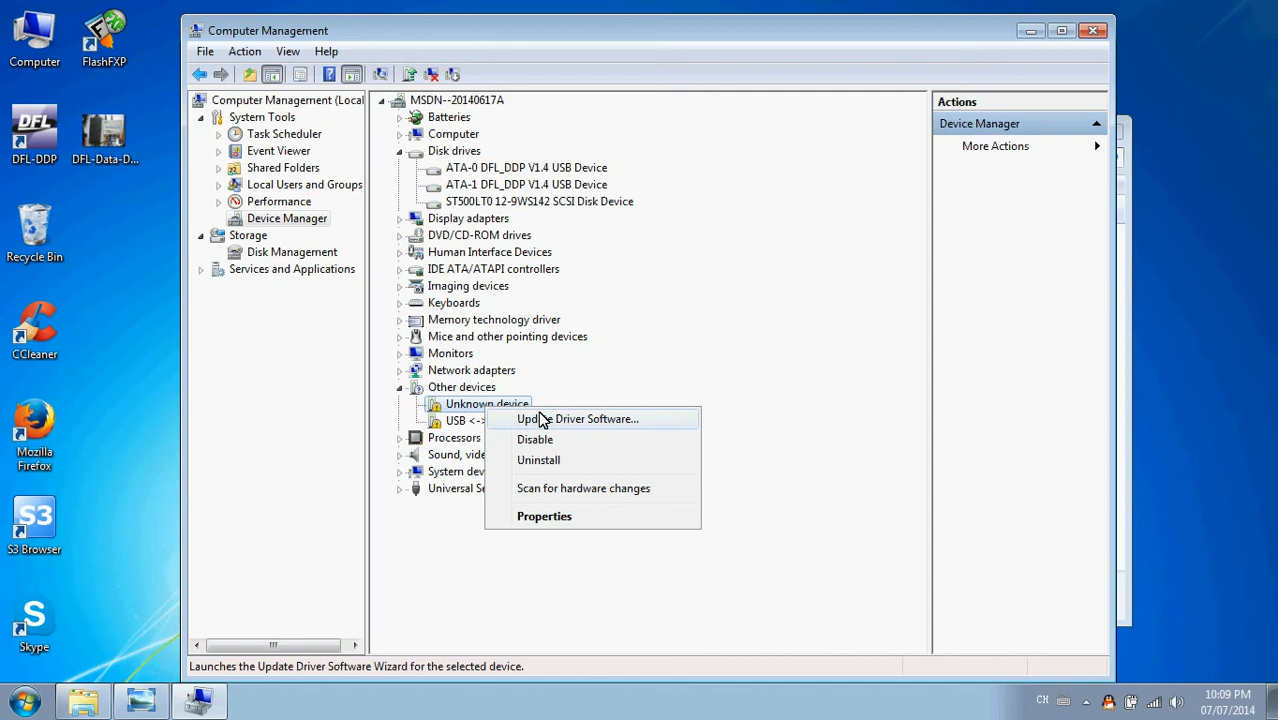 Computer Management
File Action View Help
Computer
FlashFXP
DFL-DDP
DFL-Data-D...
Recycle Bin
CCleaner
Mozilla
Firefox
S3 Browser
Skype
Computer Management (Local
System Tools
Task Scheduler
Event Viewer
Shared Folders
Local Users and Groups
Performance
Device Manager
Storage
Disk Management
Services and Applications
MSDN--20140617A
Batteries
Computer
Disk drives
ATA-0 DFL_DDP V1.4 USB Device
ATA-1 DFL_DDP V1.4 USB Device
ST500LT0 12-9WS142 SCSI Disk Device
Display adapters
DVD/CD-ROM drives
Human Interface Devices
IDE ATA/ATAPI controllers
Imaging devices
Keyboards
Memory technology driver
Mice and other pointing devices
Monitors
Network adapters
Other devices
Unknown device
USB <->
Processors
Sound, vide
System dev
Universal Se
Update Driver Software...
Disable
Uninstall
Scan for hardware changes
Properties
Actions
Device Manager
More Actions
Launches the Update Driver Software Wizard for the selected device.
CH
10:09 PM
07/07/2014